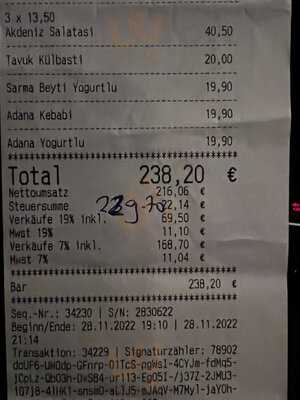 3 x 13,50
Akdeniz Salatasi 40,50
Tavuk Külbasti 20,00
Sarma Beyti Yogurtlu 19,90
Adana Kebabi 19,90
Adana Yogurtlu 19,90
Total 238,20 €
Nettoumsatz 216,06 €
Steuersumme 22,14 €
Verkäufe 19% inkl. 69,50 €
Mwst 19% 11,10 €
Verkäufe 7% inkl. 168,70 €
Mwst 7% 11,04 €
Bar 238,20 €
Seq.-Nr.: 34230 | S/N: 2830622
Beginn/Ende: 28.11.2022 19:10 | 28.11.2022
21:14
Transaktion: 34229 | Signaturzähler: 78902